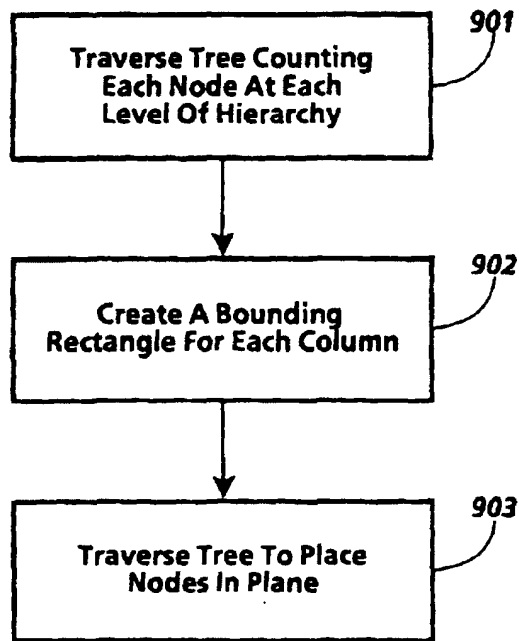 901
Traverse Tree Counting
Each Node At Each
Level Of Hierarchy
902
Create A Bounding
Rectangle For Each Column
903
Traverse Tree To Place
Nodes In Plane